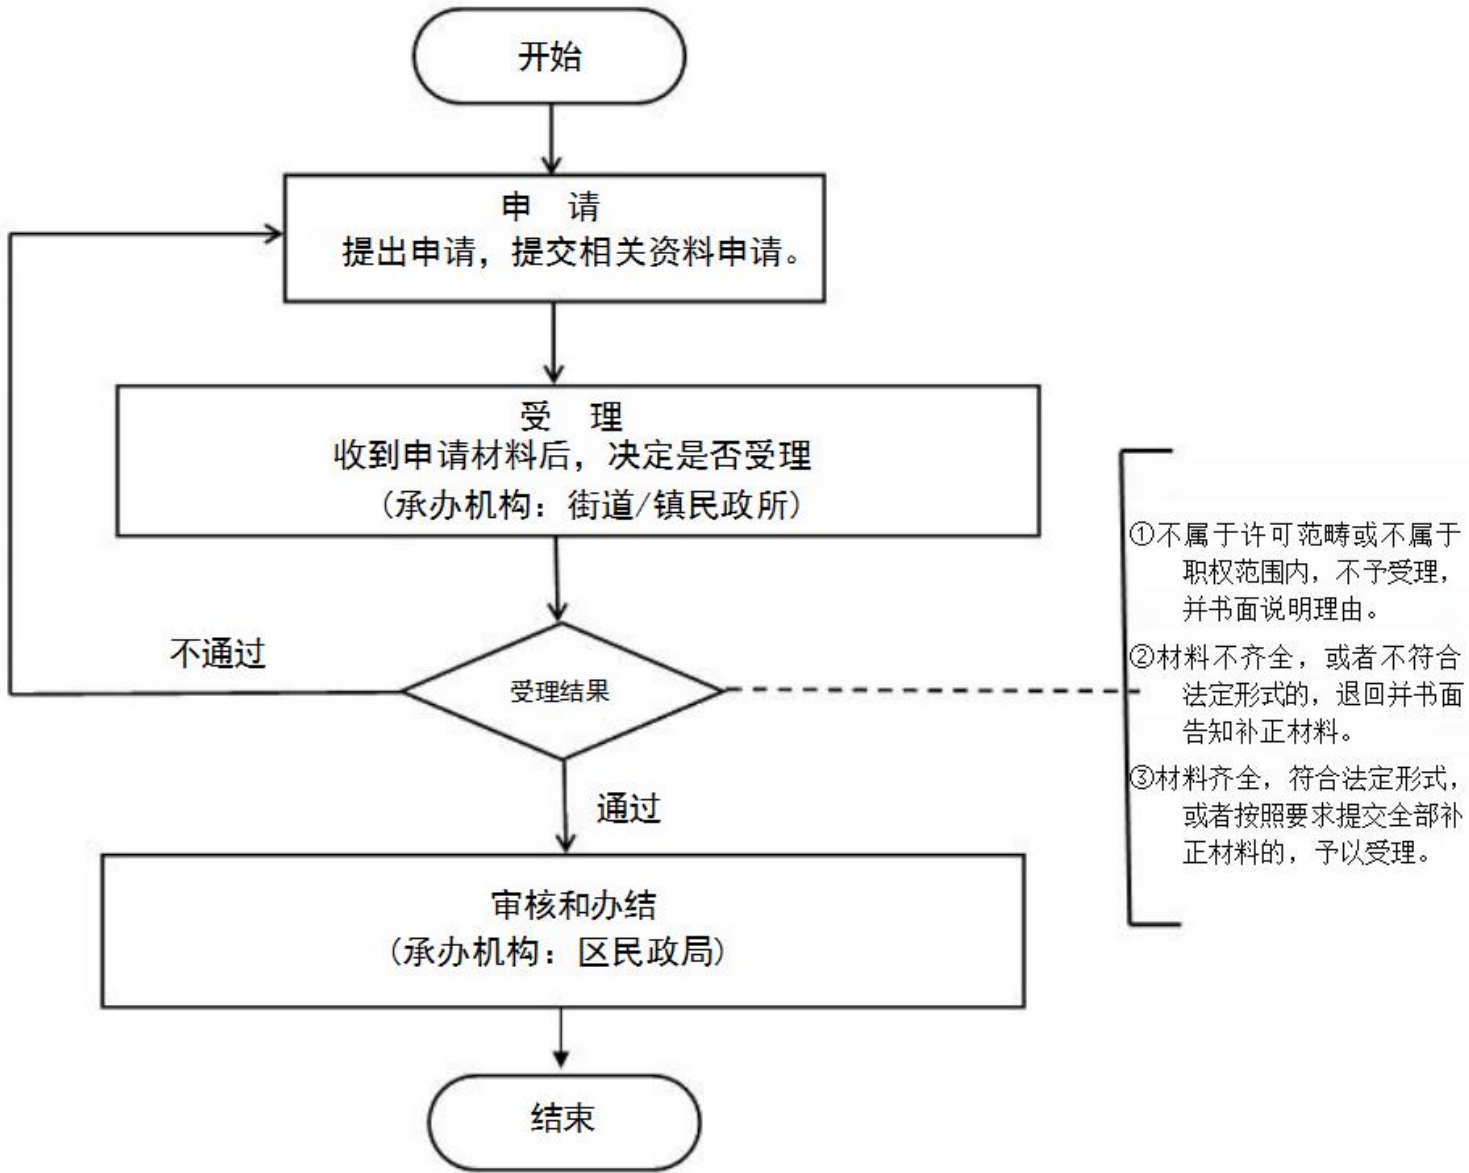 开始
申 请
提出申请，提交相关资料申请。
受 理
收到申请材料后，决定是否受理
（承办机构：街道/镇民政所）
不通过
受理结果
通过
审核和办结
（承办机构：区民政局）
结束
①不属于许可范畴或不属于
职权范围内，不予受理，
并书面说明理由。
②材料不齐全，或者不符合
法定形式的，退回并书面
告知补正材料。
③材料齐全，符合法定形式，
或者按照要求提交全部补
正材料的，予以受理。